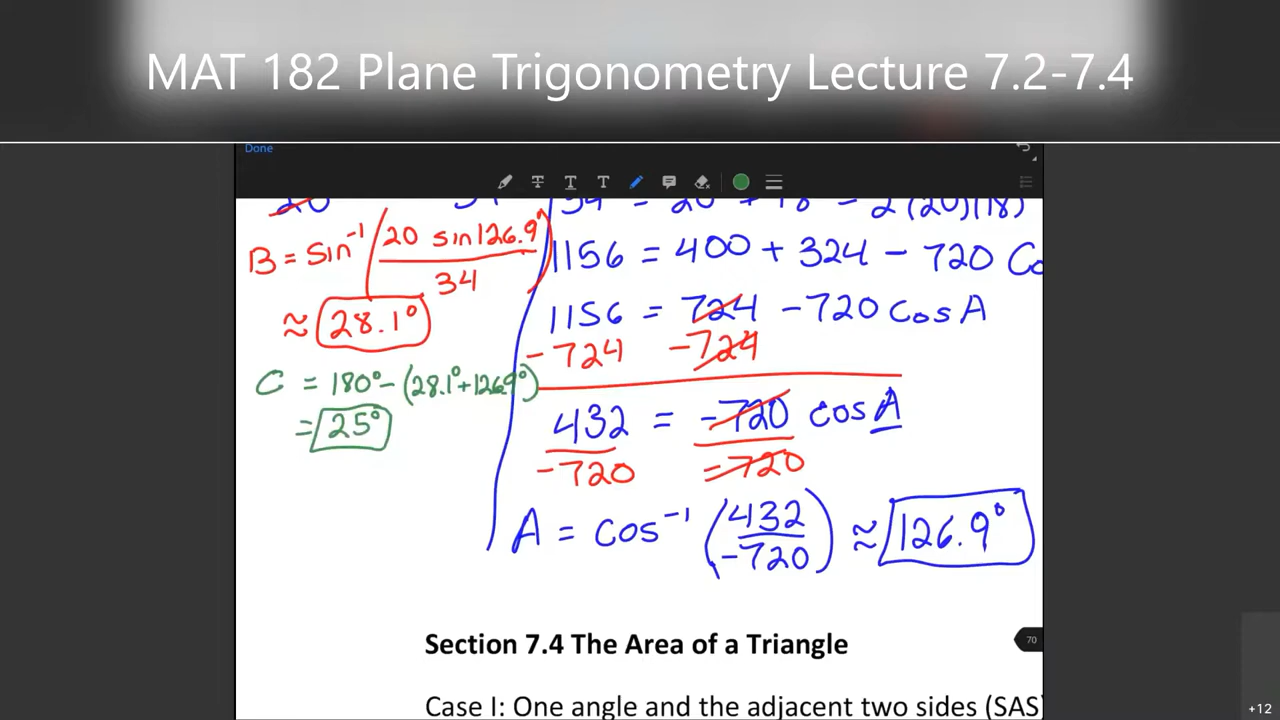 MAT 182 Plane Trigonometry Lecture 7.2-7.4
Done
B = Sin⁻¹ (20 sin126.9° / 34)
≈ 28.1°
C = 180° - (28.1° + 126.9°)
= 25°
1156 = 400 + 324 - 720 Co
1156 = 724 - 720 cos A
-724 -724
432 = -720 cos A
-720 -720
A = cos⁻¹ (432 / -720) ≈ 126.9°
70
Section 7.4 The Area of a Triangle
Case I: One angle and the adjacent two sides (SAS)
+12